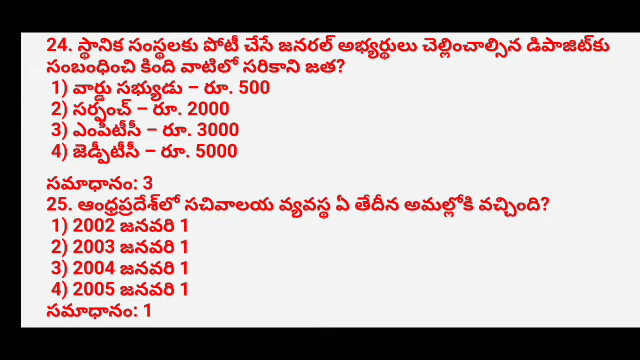 24. స్థానిక సంస్థలకు పోటీ చేసే జనరల్ అభ్యర్థులు చెల్లించాల్సిన డిపాజిట్‌కు
సంబంధించి కింది వాటిలో సరికాని జత?
1) వార్డు సభ్యుడు – రూ. 500
2) సర్పంచ్ – రూ. 2000
3) ఎంపీటీసీ – రూ. 3000
4) జెడ్పీటీసీ – రూ. 5000
సమాధానం: 3
25. ఆంధ్రప్రదేశ్‌లో సచివాలయ వ్యవస్థ ఏ తేదీన అమల్లోకి వచ్చింది?
1) 2002 జనవరి 1
2) 2003 జనవరి 1
3) 2004 జనవరి 1
4) 2005 జనవరి 1
సమాధానం: 1